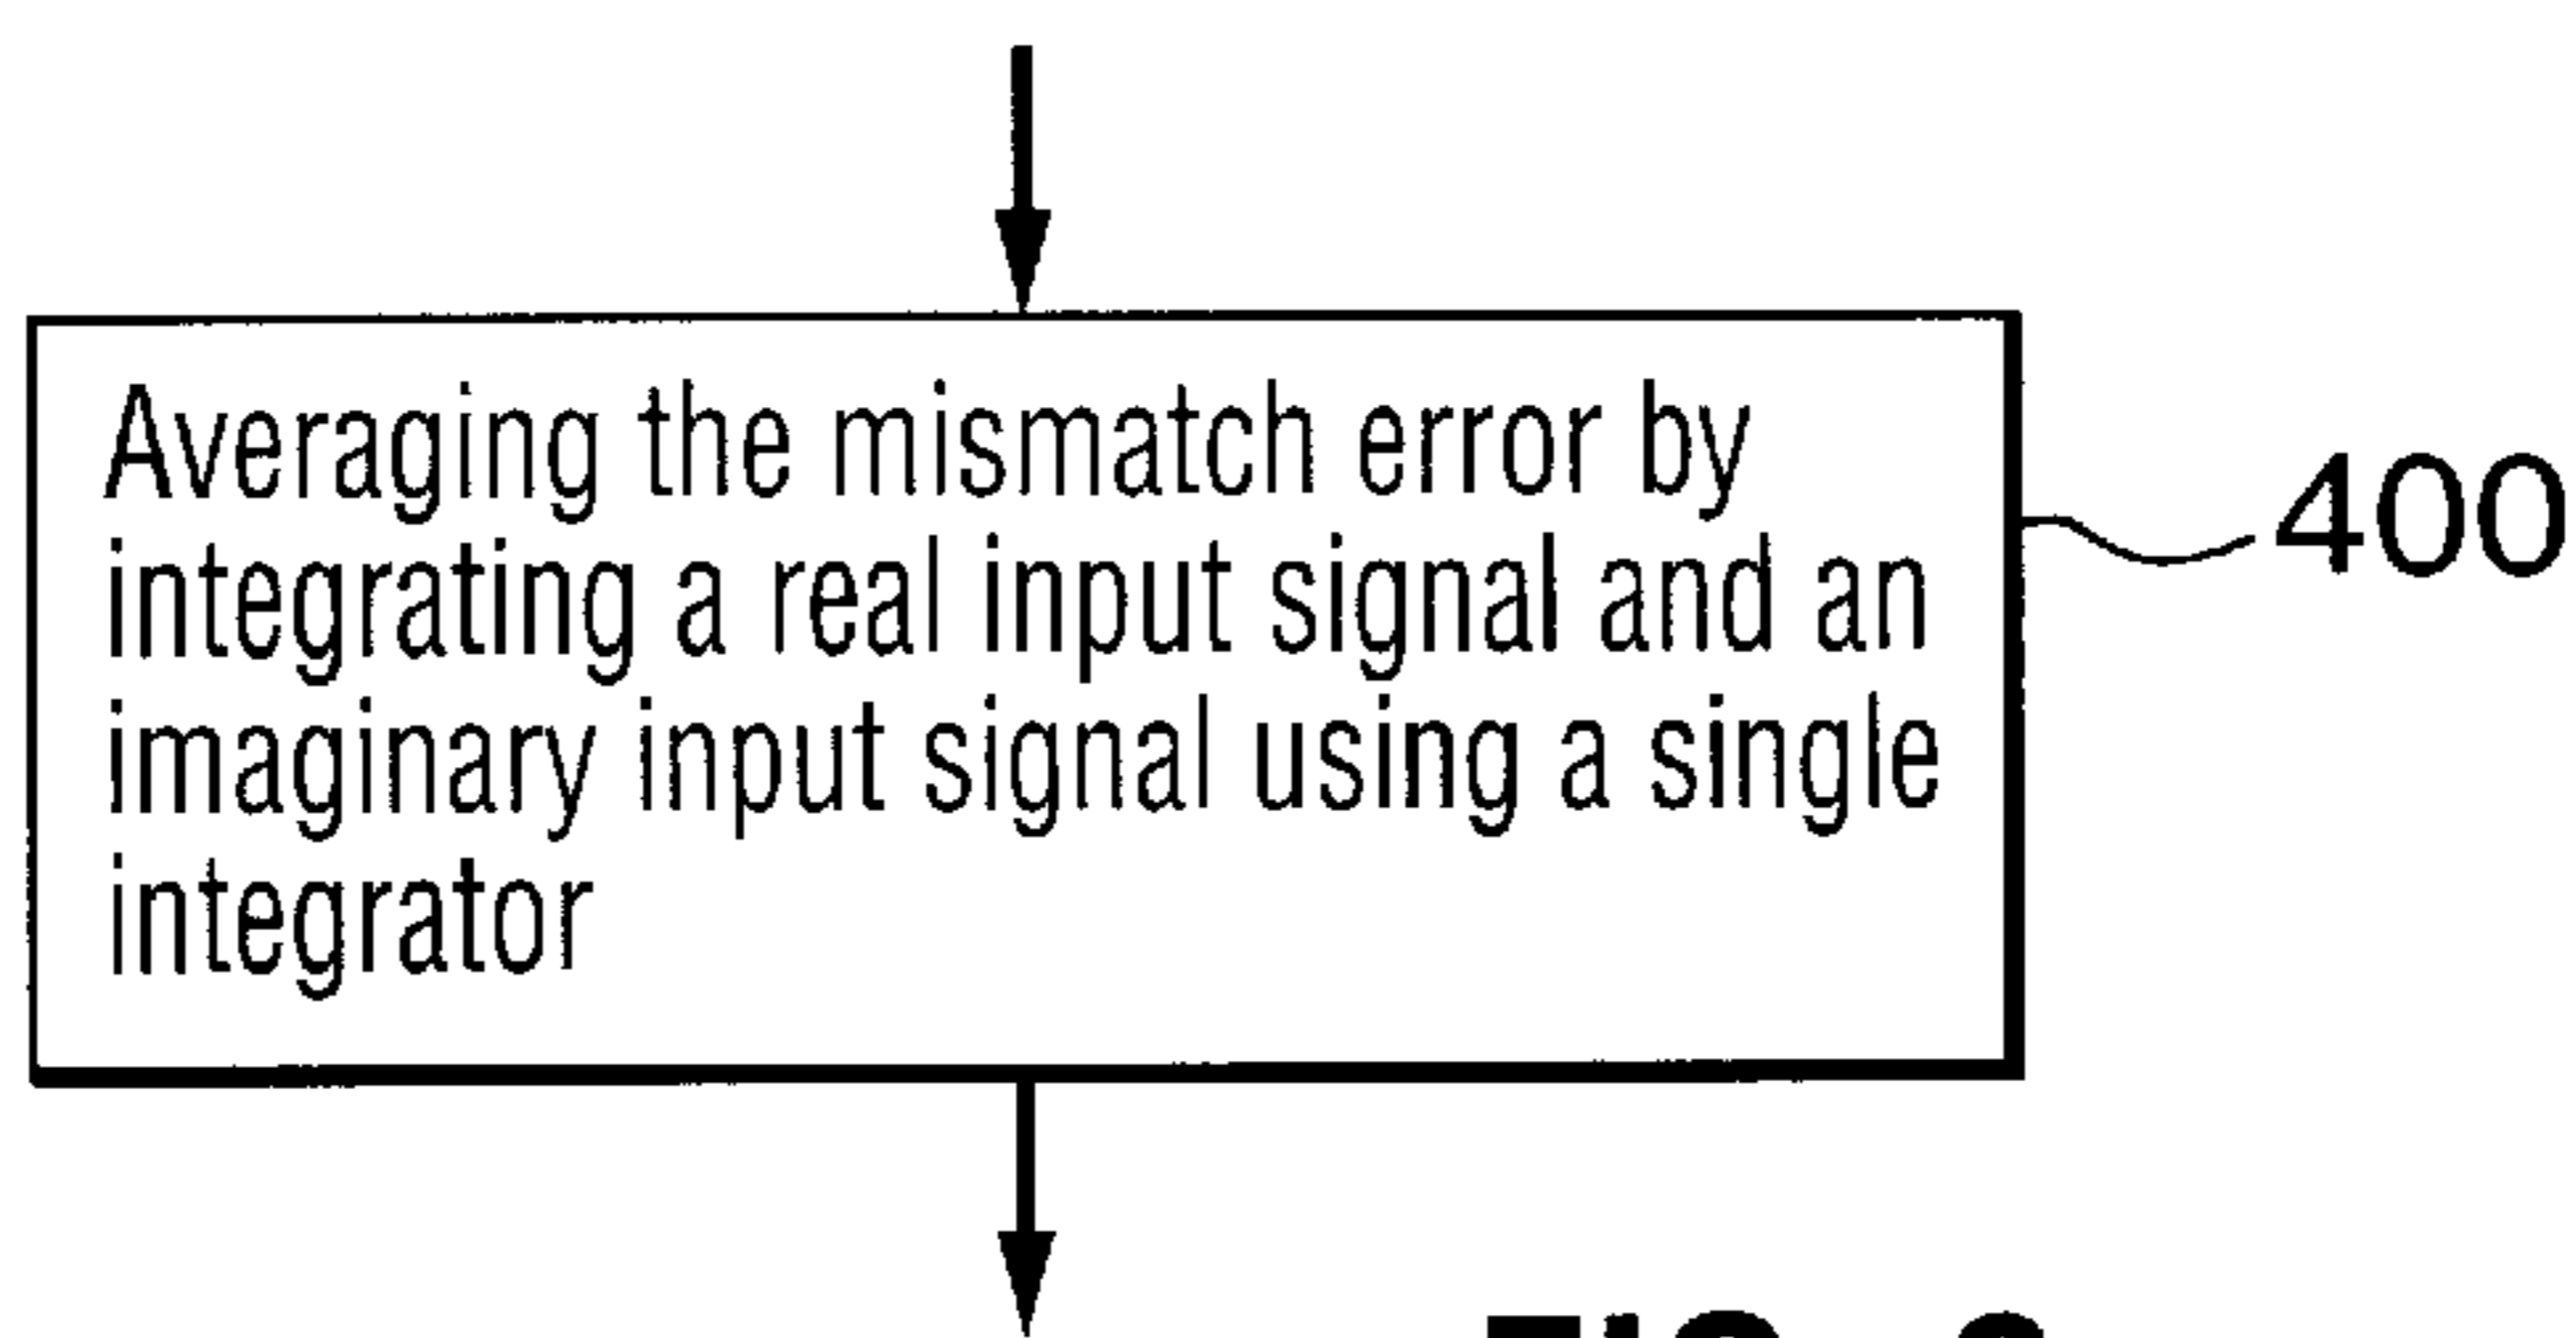 Averaging the mismatch error by
integrating a real input signal and an
imaginary input signal using a single
integrator
400